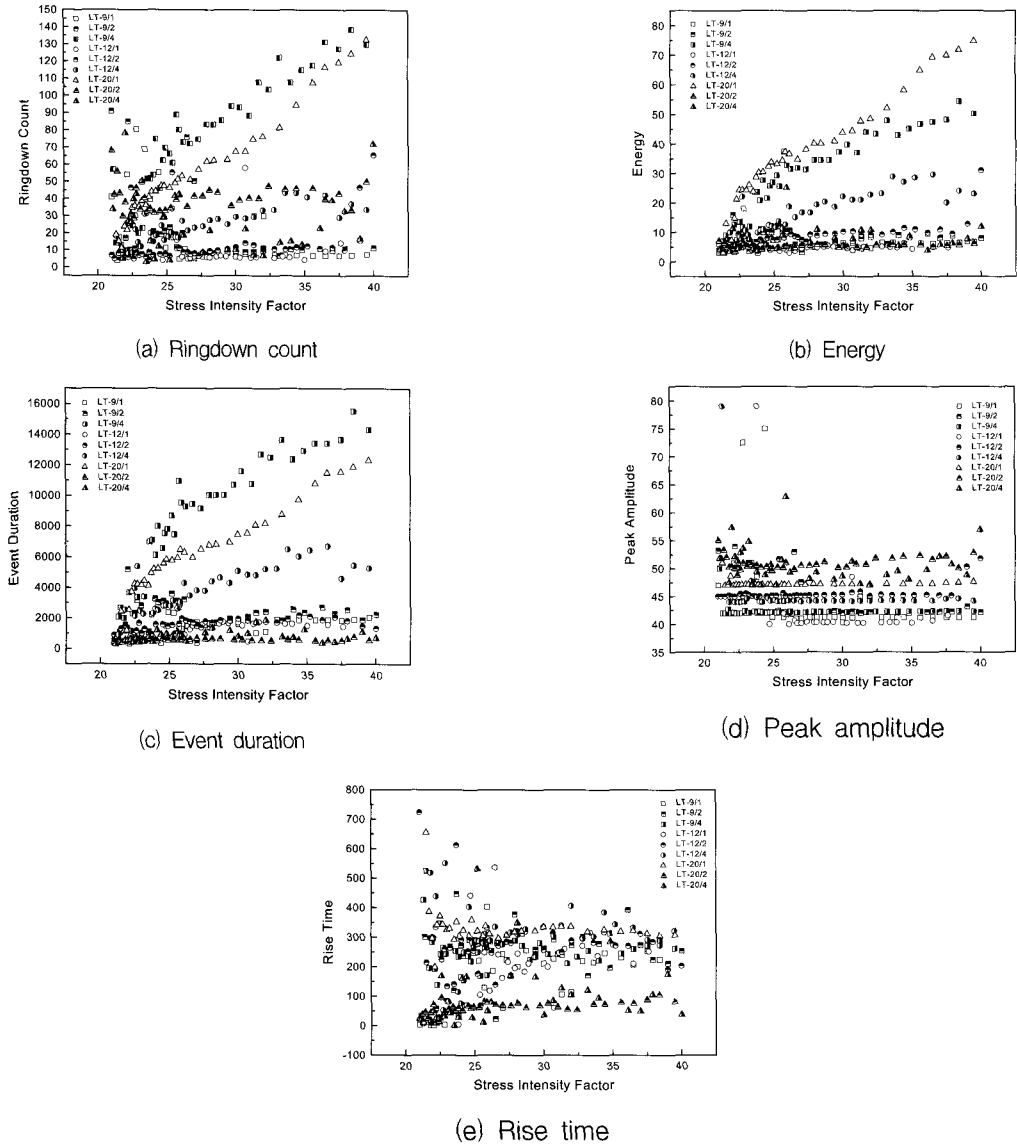 Ringdown Count
150
140
130
120
110
100
90
80
70
60
50
40
30
20
10
0
LT-9/1
LT-9/2
LT-9/4
LT-12/1
LT-12/2
LT-12/4
LT-20/1
LT-20/2
LT-20/4
20 25 30 35 40
Stress Intensity Factor
(a) Ringdown count
Energy
80
70
60
50
40
30
20
10
0
LT-9/1
LT-9/2
LT-9/4
LT-12/1
LT-12/2
LT-12/4
LT-20/1
LT-20/2
LT-20/4
20 25 30 35 40
Stress Intensity Factor
(b) Energy
Event Duration
16000
14000
12000
10000
8000
6000
4000
2000
0
LT-9/1
LT-9/2
LT-9/4
LT-12/1
LT-12/2
LT-12/4
LT-20/1
LT-20/2
LT-20/4
20 25 30 35 40
Stress Intensity Factor
(c) Event duration
Peak Amplitude
80
75
70
65
60
55
50
45
40
35
LT-9/1
LT-9/2
LT-9/4
LT-12/1
LT-12/2
LT-12/4
LT-20/1
LT-20/2
LT-20/4
20 25 30 35 40
Stress Intensity Factor
(d) Peak amplitude
Rise Time
800
700
600
500
400
300
200
100
0
-100
LT-9/1
LT-9/2
LT-9/4
LT-12/1
LT-12/2
LT-12/4
LT-20/1
LT-20/2
LT-20/4
20 25 30 35 40
Stress Intensity Factor
(e) Rise time